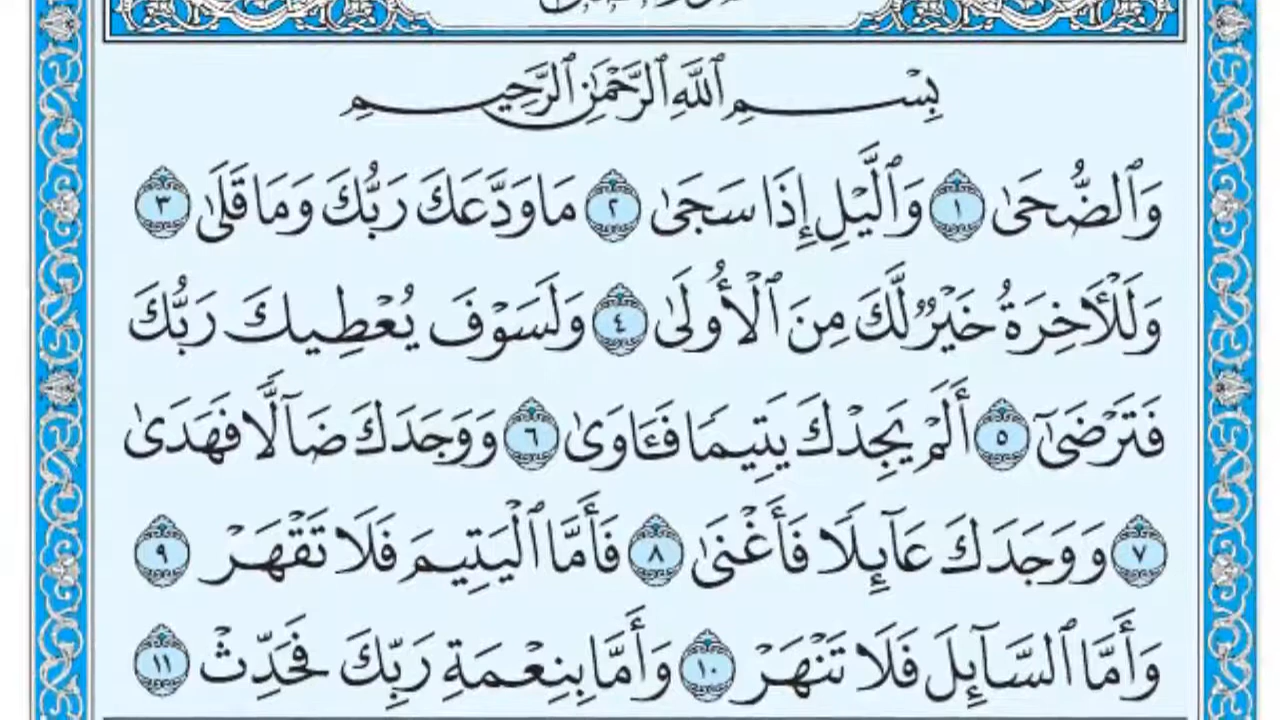 بِسْمِ ٱللَّهِ ٱلرَّحْمَٰنِ ٱلرَّحِيمِ
وَٱلضُّحَىٰ ١ وَٱلَّيْلِ إِذَا سَجَىٰ ٢ مَا وَدَّعَكَ رَبُّكَ وَمَا قَلَىٰ ٣
وَلَلْأَخِرَةُ خَيْرٌ لَّكَ مِنَ ٱلْأُولَىٰ ٤ وَلَسَوْفَ يُعْطِيكَ رَبُّكَ
فَتَرْضَىٰٓ ٥ أَلَمْ يَجِدْكَ يَتِيمًا فَـَٔاوَىٰ ٦ وَوَجَدَكَ ضَآلًّا فَهَدَىٰ
٧ وَوَجَدَكَ عَآئِلًا فَأَغْنَىٰ ٨ فَأَمَّا ٱلْيَتِيمَ فَلَا تَقْهَرْ ٩
وَأَمَّا ٱلسَّآئِلَ فَلَا تَنْهَرْ ١٠ وَأَمَّا بِنِعْمَةِ رَبِّكَ فَحَدِّثْ ١١